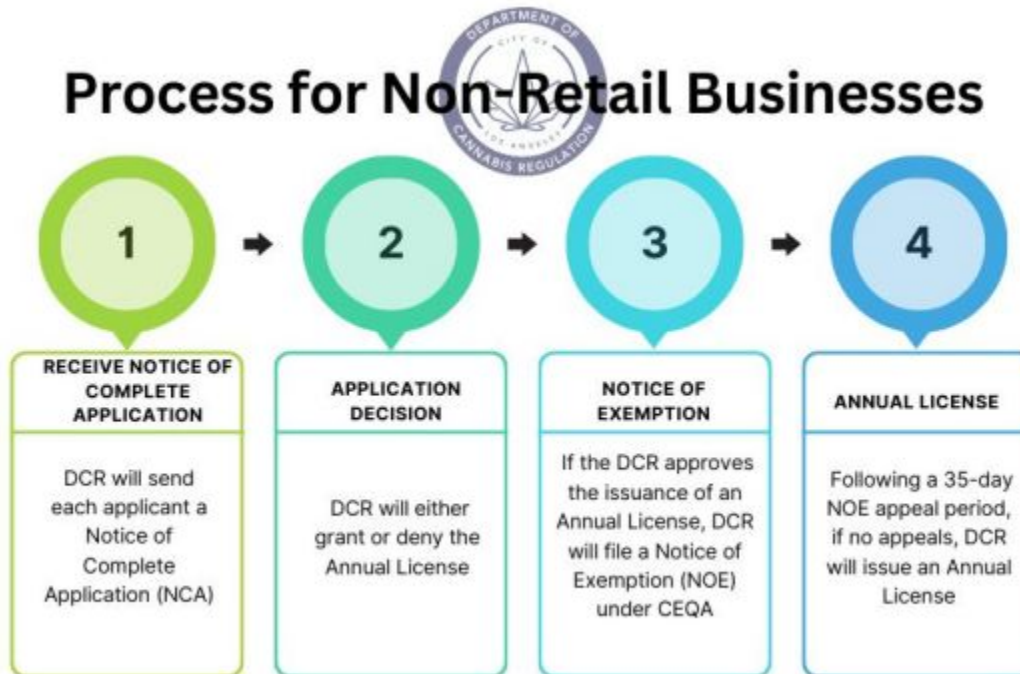 DEPARTMENT OF
CITY OF
Process for Non-Retail Businesses
LOS ANGELES
CANNABIS REGULATION
1
2
3
4
RECEIVE NOTICE OF
COMPLETE
APPLICATION
DCR will send
each applicant a
Notice of
Complete
Application (NCA)
APPLICATION
DECISION
DCR will either
grant or deny the
Annual License
NOTICE OF
EXEMPTION
If the DCR approves
the issuance of an
Annual License, DCR
will file a Notice of
Exemption (NOE)
under CEQA
ANNUAL LICENSE
Following a 35-day
NOE appeal period,
if no appeals, DCR
will issue an Annual
License